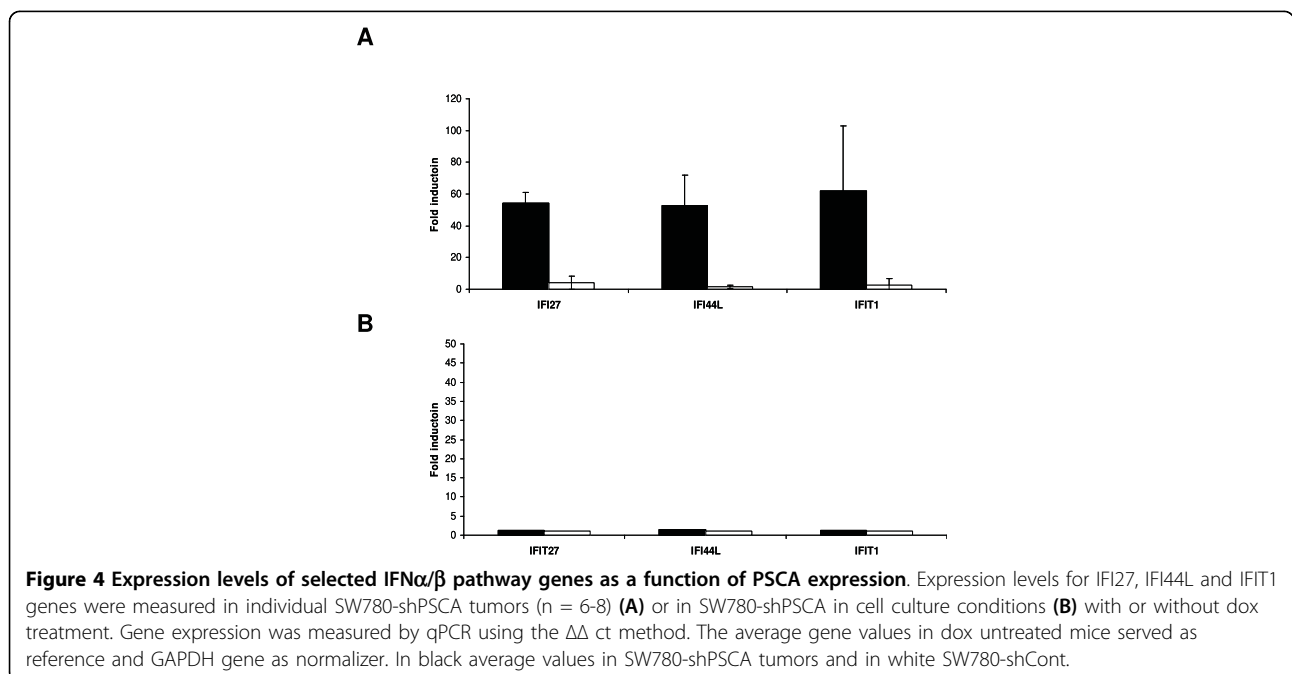 A
120
100
80
60
40
20
0
Fold inductoin
IFI27 IFI44L IFIT1
B
50
45
40
35
30
25
20
15
10
5
0
Fold inductoin
IFIT27 IFI44L IFIT1
Figure 4 Expression levels of selected IFNα/β pathway genes as a function of PSCA expression. Expression levels for IFI27, IFI44L and IFIT1
genes were measured in individual SW780-shPSCA tumors (n = 6-8) (A) or in SW780-shPSCA in cell culture conditions (B) with or without dox
treatment. Gene expression was measured by qPCR using the ΔΔ ct method. The average gene values in dox untreated mice served as
reference and GAPDH gene as normalizer. In black average values in SW780-shPSCA tumors and in white SW780-shCont.